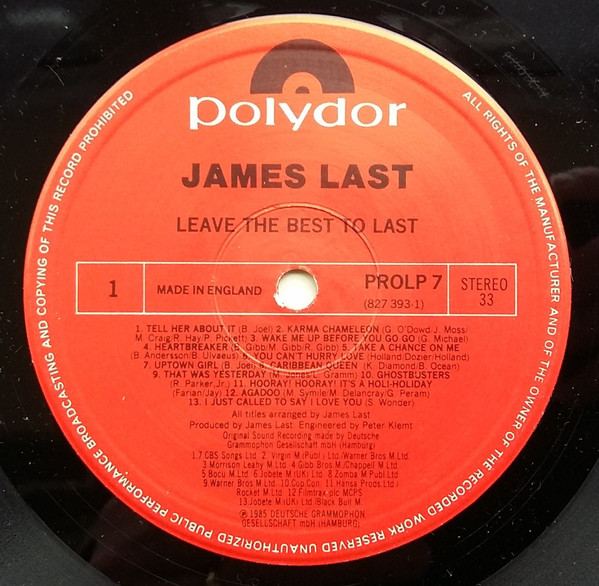 polydor
JAMES LAST
LEAVE THE BEST TO LAST
1
MADE IN ENGLAND
PROLP 7
(827 393-1)
STEREO
33
1. TELL HER ABOUT IT (B. Joel) 2. KARMA CHAMELEON (G. O'Dowd/J. Moss/
M. Craig/R. Hay/P. Pickett) 3. WAKE ME UP BEFORE YOU GO GO (G. Michael)
4. HEARTBREAKER (B. Gibb/M. Gibb/R. Gibb) 5. TAKE A CHANCE ON ME
(B. Andersson/B. Ulvaeus) 6. YOU CAN'T HURRY LOVE (Holland/Dozier/Holland)
7. UPTOWN GIRL (B. Joel) 8. CARIBBEAN QUEEN (K. Diamond/B. Ocean)
9. THAT WAS YESTERDAY (M. Jones/L. Gramm) 10. GHOSTBUSTERS
(R. Parker,Jr.) 11. HOORAY! HOORAY! IT'S A HOLI-HOLIDAY
(Farian/Jay) 12. AGADOO (M. Symile/M. Delancray/G. Peram)
13. I JUST CALLED TO SAY I LOVE YOU (S. Wonder)
All titles arranged by James Last
Produced by James Last. Engineered by Peter Klemt
Original Sound Recording made by Deutsche
Grammophon Gesellschaft mbH (Hamburg)
1.7 CBS Songs Ltd. 2. Virgin M.(Publ) Ltd/Warner Bros.M.Ltd.
3.Morrison Leahy M.Ltd. 4.Gibb Bros.M/Chappell M.Ltd.
5 Bocu M.Ltd. 6.Jobete M.(UK) Ltd. 8 Zomba M.Publ Ltd
9.Warner Bros M.Ltd. 10.Cop.Con. 11 Hansa Prods.Ltd/
Rocket M.Ltd. 12 Filmtrax plc MCPS
13.Jobete M.(UK) Ltd./Black Bull M.
℗ 1985 DEUTSCHE GRAMMOPHON
GESELLSCHAFT mbH (HAMBURG)
ALL RIGHTS OF THE MANUFACTURER AND OF THE OWNER OF THE RECORDED WORK RESERVED UNAUTHORIZED PUBLIC PERFORMANCE BROADCASTING AND COPYING OF THIS RECORD PROHIBITED